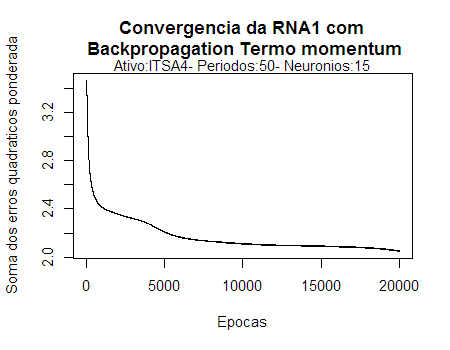 Convergencia da RNA1 com
Backpropagation Termo momentum
Ativo:ITSA4- Periodos:50- Neuronios:15
Soma dos erros quadraticos ponderada
3.2
2.8
2.4
2.0
0 5000 10000 15000 20000
Epocas